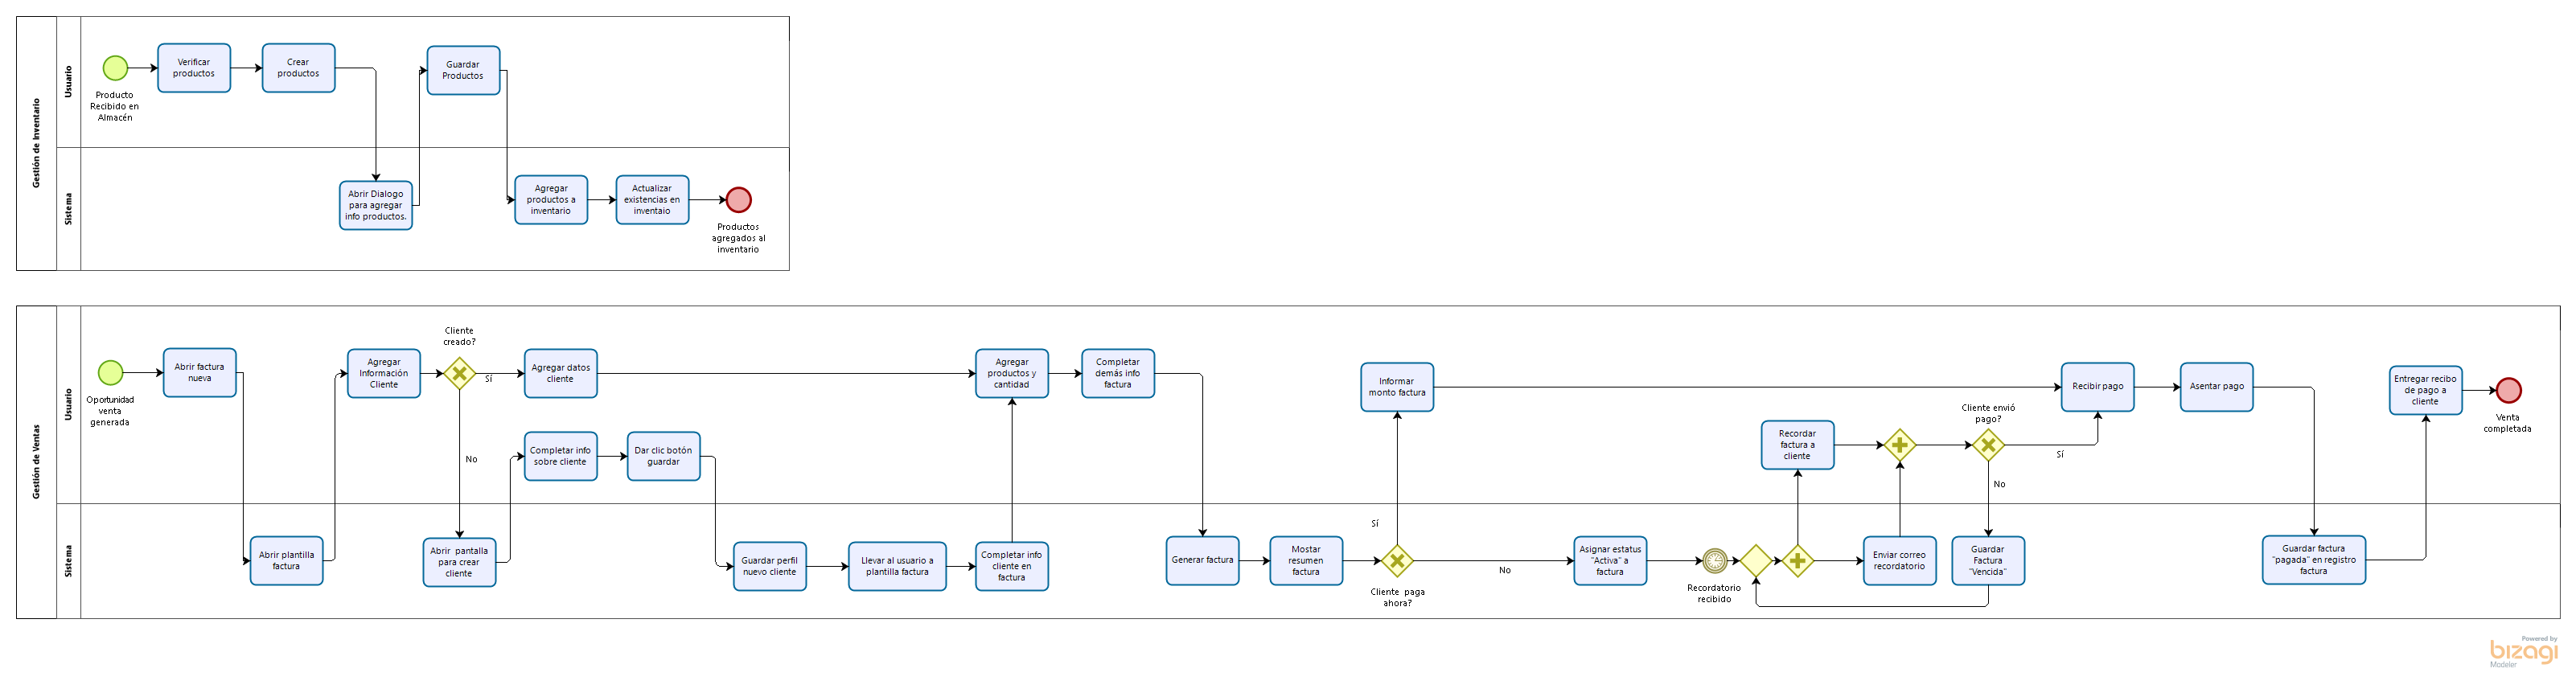 Gestión de Inventario
Usuario
Producto
Recibido en
Almacén
Verificar
productos
Crear
productos
Guardar
Productos
Sistema
Abrir Dialogo
para agregar
info productos.
Agregar
productos a
inventario
Actualizar
existencias en
inventaio
Productos
agregados al
inventario
Gestión de Ventas
Usuario
Oportunidad
venta
generada
Abrir factura
nueva
Agregar
Información
Cliente
Cliente
creado?
Sí
No
Agregar datos
cliente
Completar info
sobre cliente
Dar clic botón
guardar
Agregar
productos y
cantidad
Completar
demás info
factura
Informar
monto factura
Recordar
factura a
cliente
Cliente envió
pago?
Sí
No
Recibir pago
Asentar pago
Entregar recibo
de pago a
cliente
Venta
completada
Sistema
Abrir plantilla
factura
Abrir pantalla
para crear
cliente
Guardar perfil
nuevo cliente
Llevar al usuario a
plantilla factura
Completar info
cliente en
factura
Generar factura
Mostar
resumen
factura
Sí
Cliente paga
ahora?
No
Asignar estatus
"Activa" a
factura
Recordatorio
recibido
Enviar correo
recordatorio
Guardar
Factura
"Vencida"
Guardar factura
"pagada" en registro
factura
Powered by
bizagi
Modeler